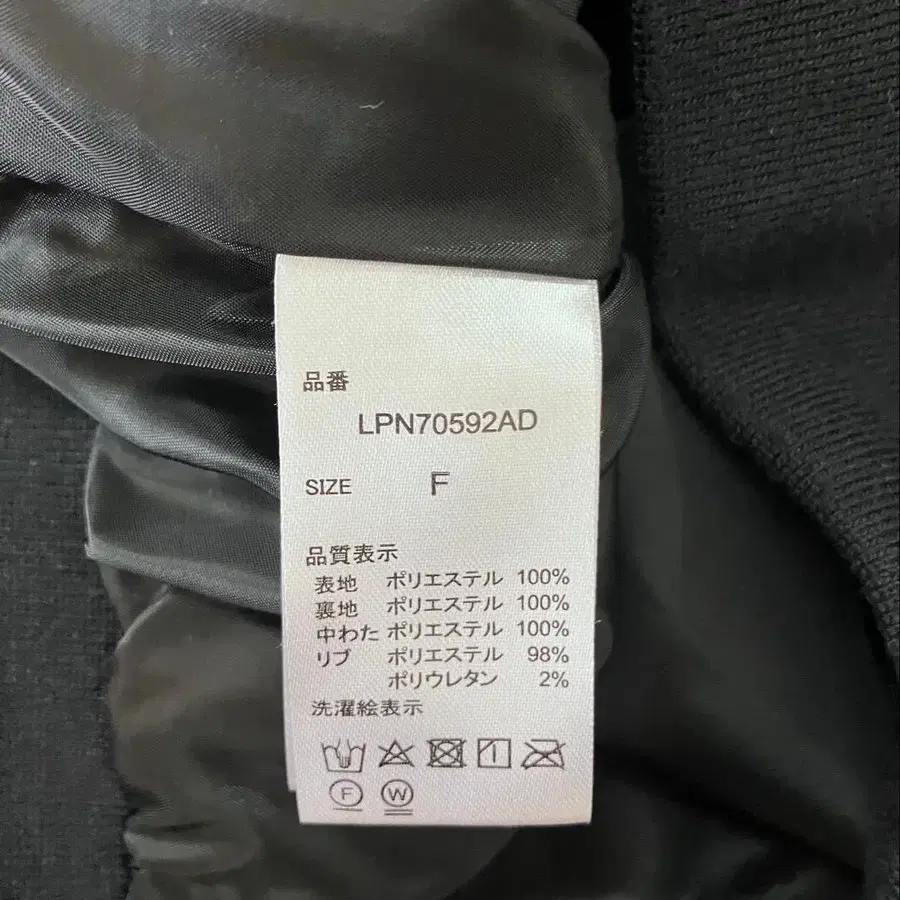 品番
LPN70592AD
SIZE F
品質表示
表地 ポリエステル 100%
裏地 ポリエステル 100%
中わた ポリエステル 100%
リブ ポリエステル 98%
ポリウレタン 2%
洗濯絵表示
F W